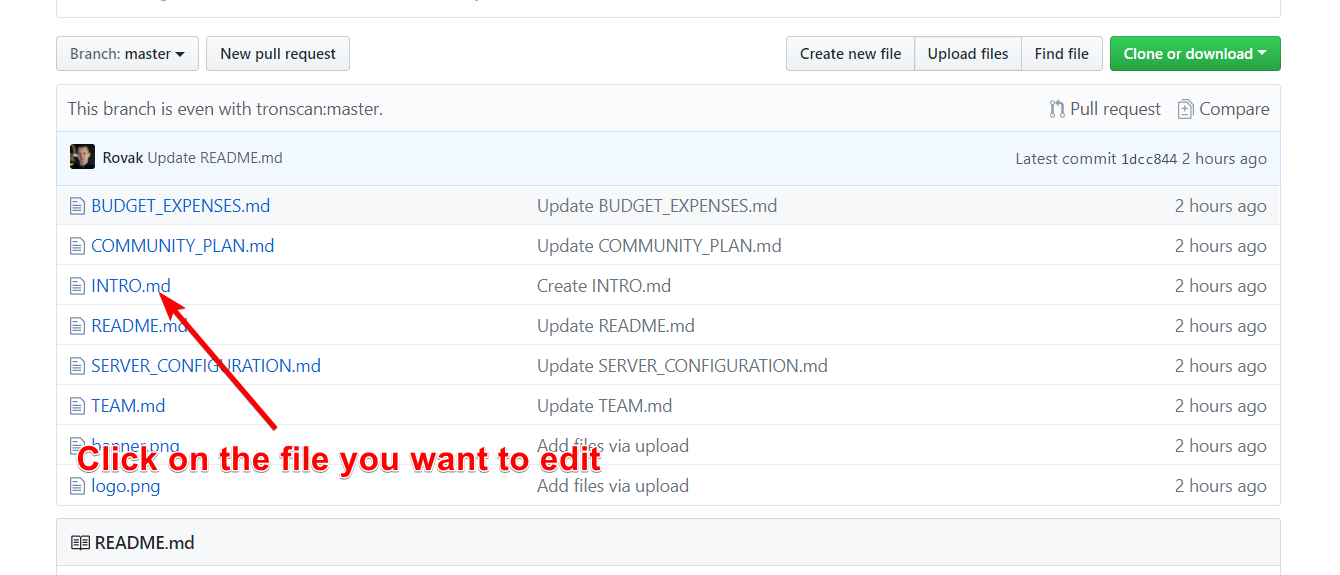 Branch: master New pull request Create new file Upload files Find file Clone or download
This branch is even with tronscan:master. Pull request Compare
Rovak Update README.md Latest commit 1dcc844 2 hours ago
BUDGET_EXPENSES.md Update BUDGET_EXPENSES.md 2 hours ago
COMMUNITY_PLAN.md Update COMMUNITY_PLAN.md 2 hours ago
INTRO.md Create INTRO.md 2 hours ago
README.md Update README.md 2 hours ago
SERVER_CONFIGURATION.md Update SERVER_CONFIGURATION.md 2 hours ago
TEAM.md Update TEAM.md 2 hours ago
banner.png Add files via upload 2 hours ago
Click on the file you want to edit
logo.png Add files via upload 2 hours ago
README.md